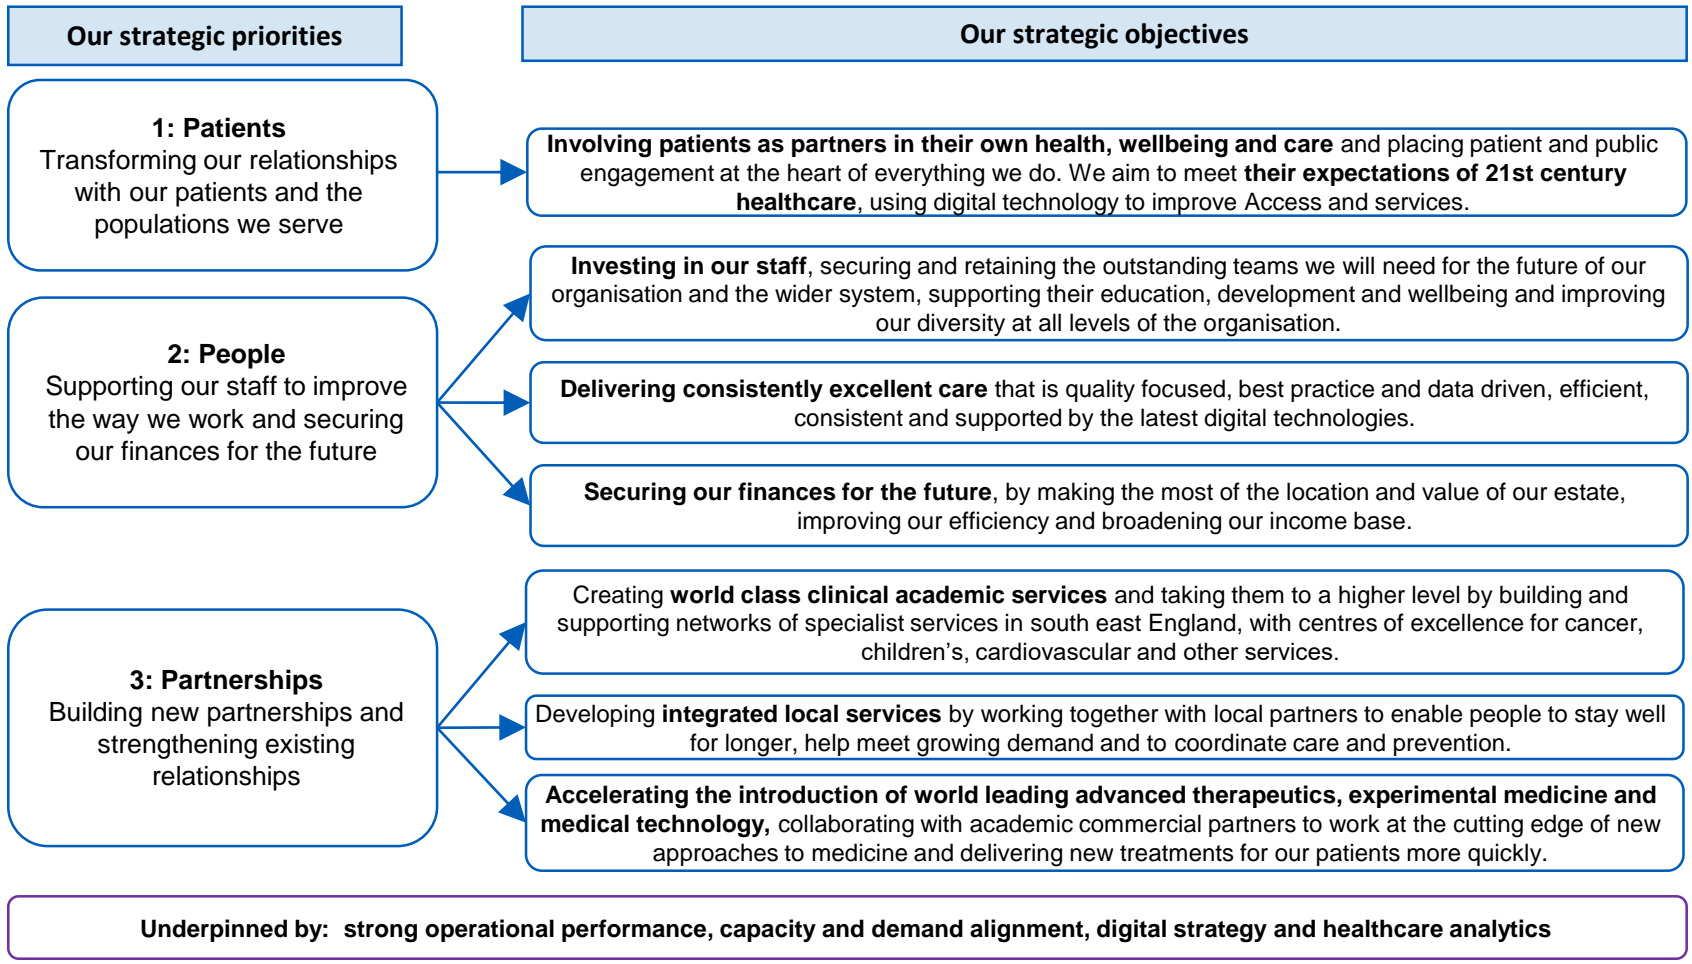 Our strategic priorities
Our strategic objectives
1: Patients
Transforming our relationships
with our patients and the
populations we serve
Involving patients as partners in their own health, wellbeing and care and placing patient and public
engagement at the heart of everything we do. We aim to meet their expectations of 21st century
healthcare, using digital technology to improve Access and services.
2: People
Supporting our staff to improve
the way we work and securing
our finances for the future
Investing in our staff, securing and retaining the outstanding teams we will need for the future of our
organisation and the wider system, supporting their education, development and wellbeing and improving
our diversity at all levels of the organisation.
Delivering consistently excellent care that is quality focused, best practice and data driven, efficient,
consistent and supported by the latest digital technologies.
Securing our finances for the future, by making the most of the location and value of our estate,
improving our efficiency and broadening our income base.
3: Partnerships
Building new partnerships and
strengthening existing
relationships
Creating world class clinical academic services and taking them to a higher level by building and
supporting networks of specialist services in south east England, with centres of excellence for cancer,
children's, cardiovascular and other services.
Developing integrated local services by working together with local partners to enable people to stay well
for longer, help meet growing demand and to coordinate care and prevention.
Accelerating the introduction of world leading advanced therapeutics, experimental medicine and
medical technology, collaborating with academic commercial partners to work at the cutting edge of new
approaches to medicine and delivering new treatments for our patients more quickly.
Underpinned by:  strong operational performance, capacity and demand alignment, digital strategy and healthcare analytics